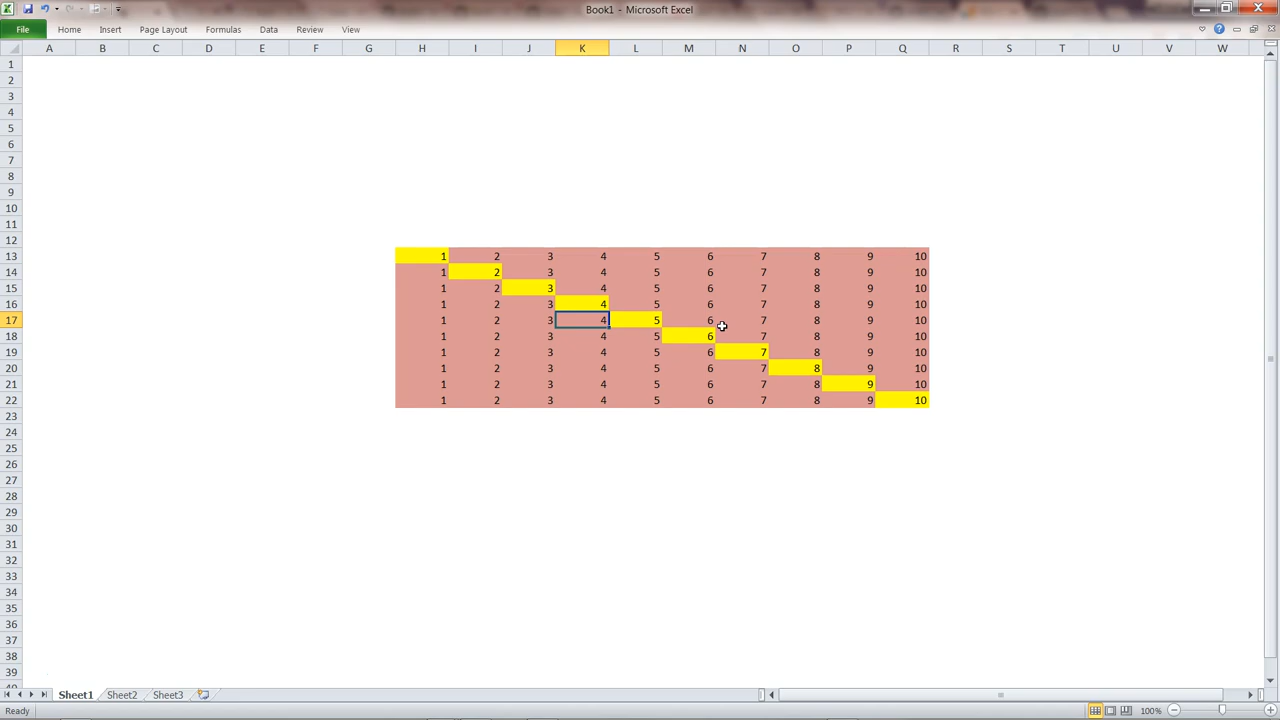 Book1 - Microsoft Excel
File Home Insert Page Layout Formulas Data Review View
A B C D E F G H I J K L M N O P Q R S T U V W
1
2
3
4
5
6
7
8
9
10
11
12
13 1 2 3 4 5 6 7 8 9 10
14 1 2 3 4 5 6 7 8 9 10
15 1 2 3 4 5 6 7 8 9 10
16 1 2 3 4 5 6 7 8 9 10
17 1 2 3 4 5 6 7 8 9 10
18 1 2 3 4 5 6 7 8 9 10
19 1 2 3 4 5 6 7 8 9 10
20 1 2 3 4 5 6 7 8 9 10
21 1 2 3 4 5 6 7 8 9 10
22 1 2 3 4 5 6 7 8 9 10
23
24
25
26
27
28
29
30
31
32
33
34
35
36
37
38
39
Sheet1 Sheet2 Sheet3
Ready 100%